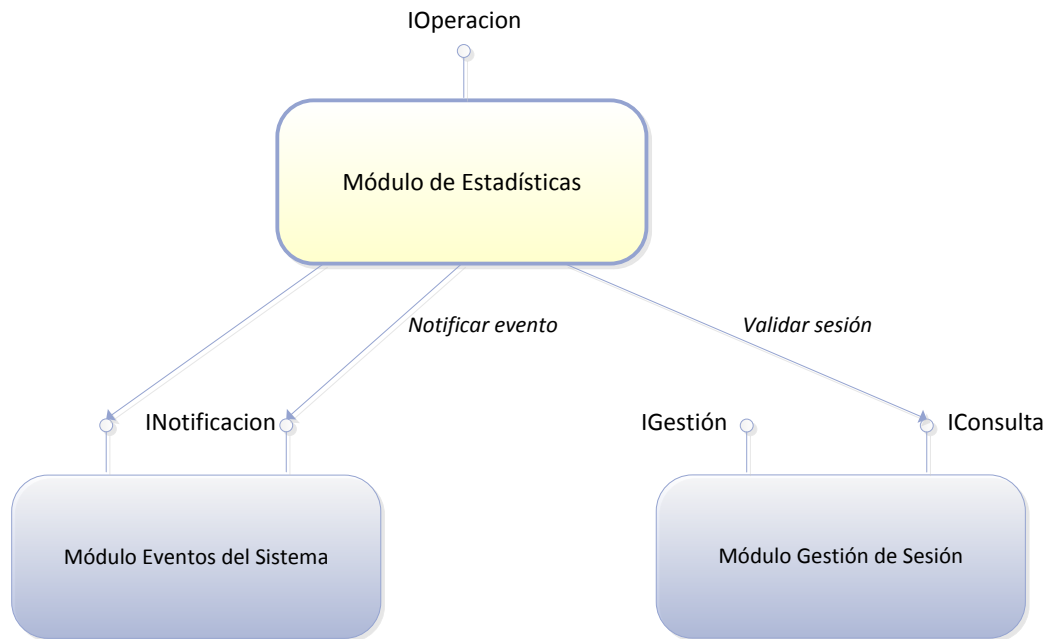 IOperacion
Módulo de Estadísticas
Notificar evento
Validar sesión
INotificacion
IGestión
IConsulta
Módulo Eventos del Sistema
Módulo Gestión de Sesión